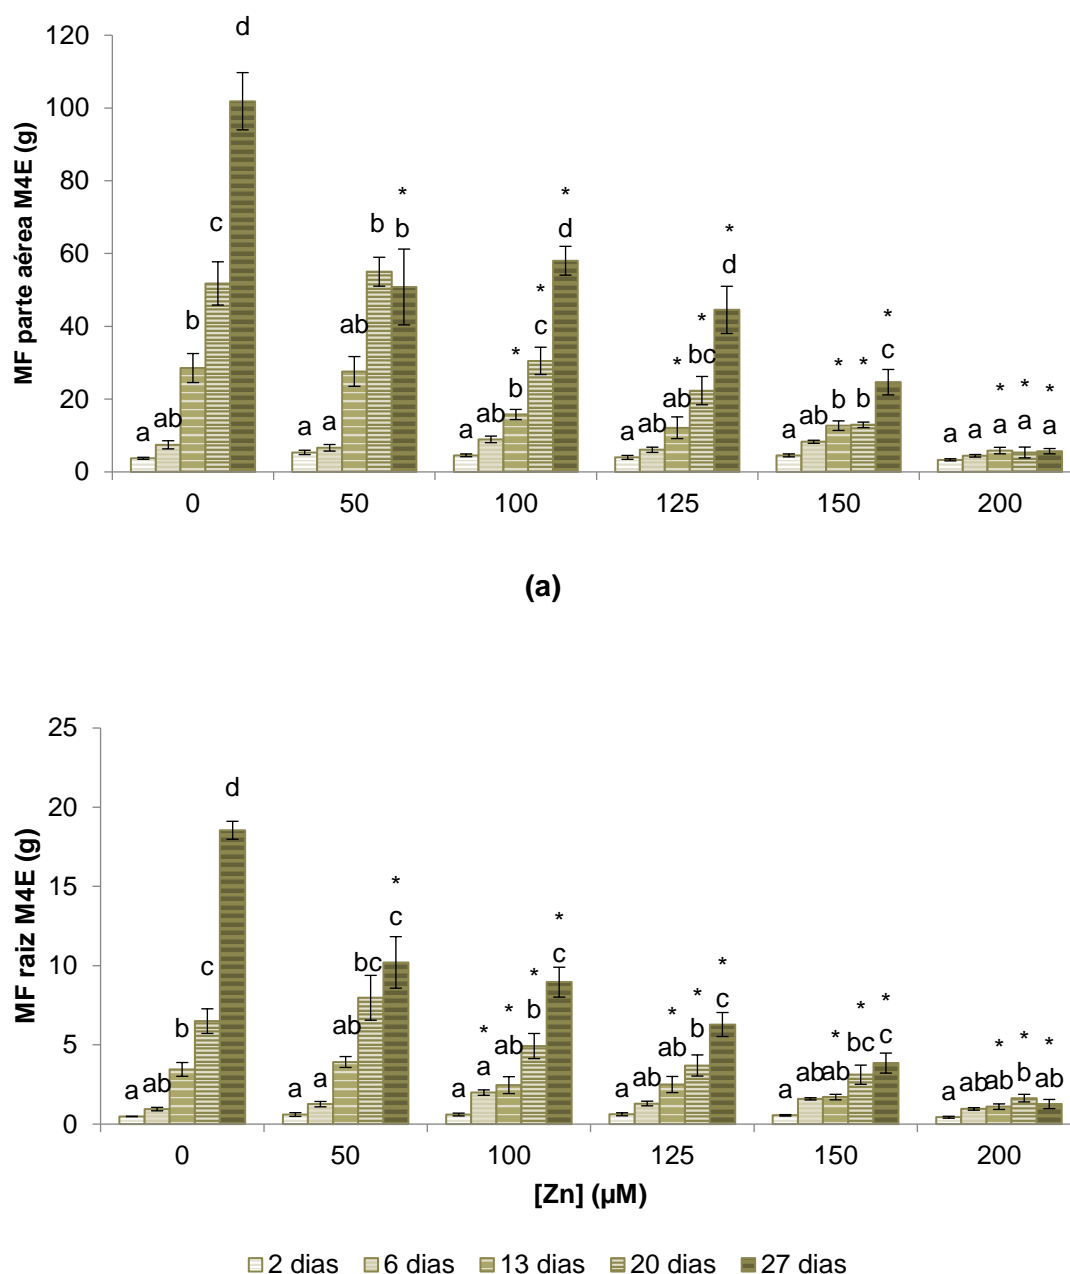 MF parte aérea M4E (g)
120
100
80
60
40
20
0
a ab b c d
a a ab b b *
a ab b * c * d *
a ab ab * bc * d *
a ab b * b * c *
a a a * a * a *
0 50 100 125 150 200
(a)
MF raiz M4E (g)
25
20
15
10
5
0
a ab b c d
a a ab bc c *
a a * ab * b * c *
a ab ab * b * c *
a ab ab * bc * c *
a ab ab * b * ab *
0 50 100 125 150 200
[Zn] (µM)
2 dias 6 dias 13 dias 20 dias 27 dias